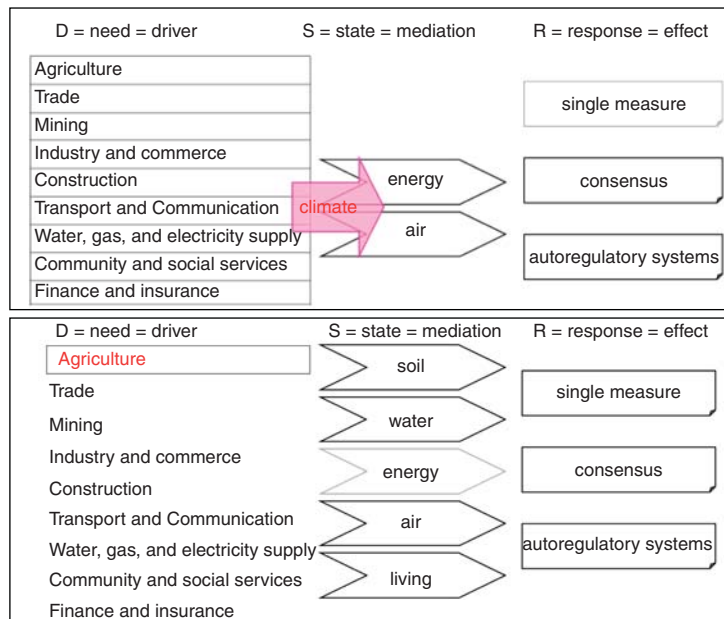 D = need = driver
S = state = mediation
R = response = effect
Agriculture
Trade
Mining
Industry and commerce
Construction
Transport and Communication
Water, gas, and electricity supply
Community and social services
Finance and insurance
climate
energy
air
single measure
consensus
autoregulatory systems
D = need = driver
S = state = mediation
R = response = effect
Agriculture
Trade
Mining
Industry and commerce
Construction
Transport and Communication
Water, gas, and electricity supply
Community and social services
Finance and insurance
soil
water
energy
air
living
single measure
consensus
autoregulatory systems